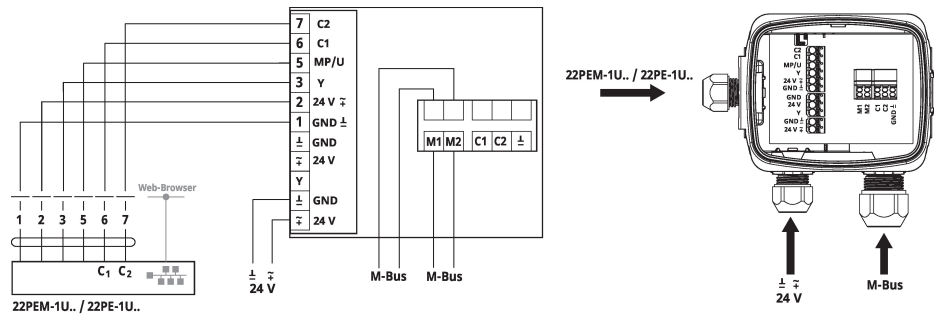 7 C2
6 C1
5 MP/U
3 Y
2 24 V ⏦
1 GND ⊥
⊥ GND
⏦ 24 V
Y
⊥ GND
⏦ 24 V
M1 M2 C1 C2 ⊥
Web-Browser
1 2 3 5 6 7
C1 C2
22PEM-1U.. / 22PE-1U..
⊥ ⏦
24 V
M-Bus M-Bus
22PEM-1U.. / 22PE-1U..
C2
C1
MP/U
Y
24 V ⏦
GND ⊥
GND
24 V
Y
GND ⊥
24 V ⏦
M1
M2
C1
C2
GND ⊥
⊥ ⏦
24 V
M-Bus